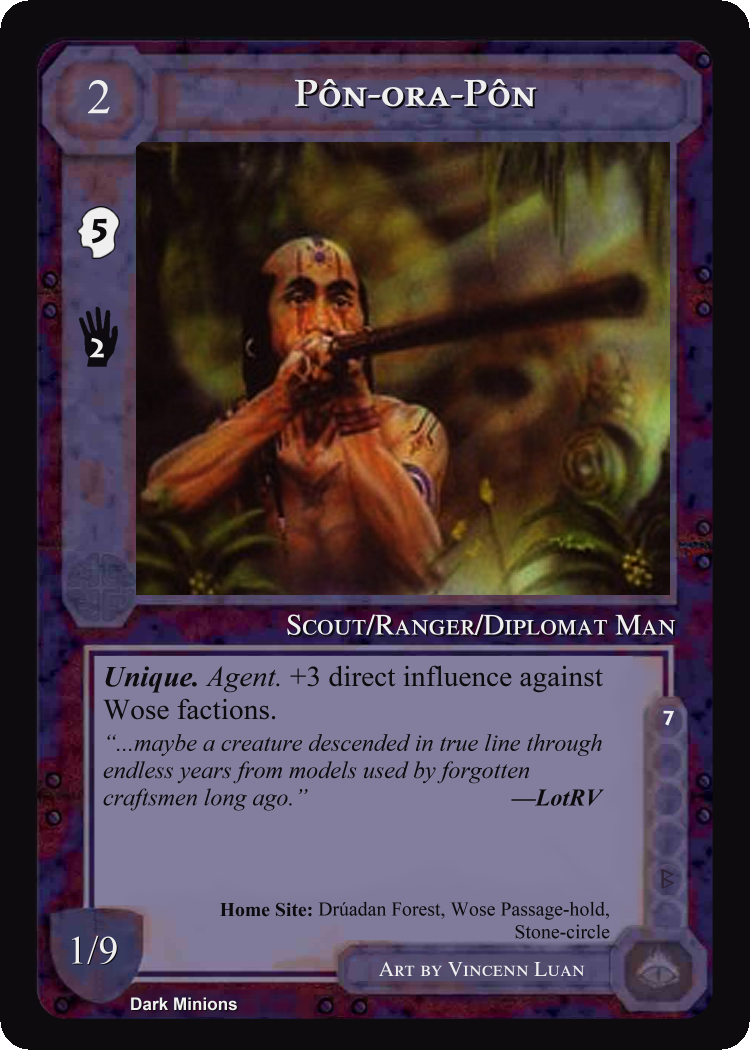 2
Pôn-ora-Pôn
5
2
Scout/Ranger/Diplomat Man
Unique. Agent. +3 direct influence against
Wose factions.
“...maybe a creature descended in true line through
endless years from models used by forgotten
craftsmen long ago.” —LotRV
7
Home Site: Drúadan Forest, Wose Passage-hold,
Stone-circle
1/9
Art by Vincenn Luan
Dark Minions